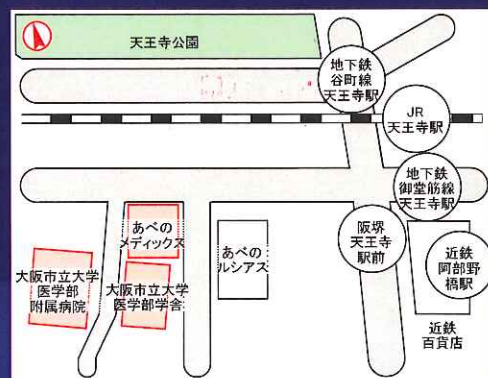 天王寺公園
地下鉄
谷町線
天王寺駅
JR
天王寺駅
地下鉄
御堂筋線
天王寺駅
あべの
メディックス
あべの
ルシアス
阪堺
天王寺
駅前
近鉄
阿部野
橋駅
大阪市立大学
医学部
附属病院
大阪市立大学
医学部学舎
近鉄
百貨店